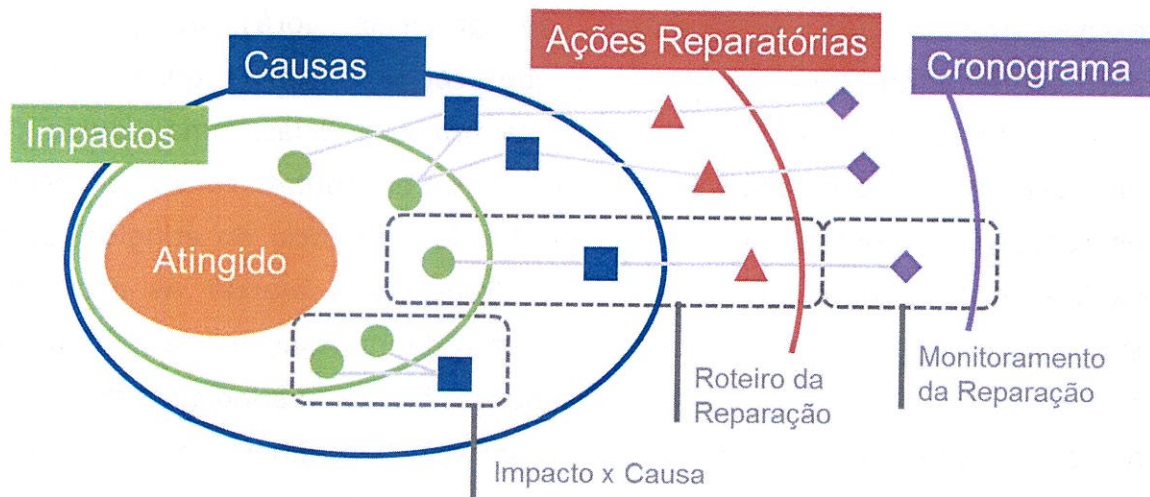 Ações Reparatórias
Causas
Cronograma
Impactos
Atingido
Monitoramento
da Reparação
Roteiro da
Reparação
Impacto x Causa